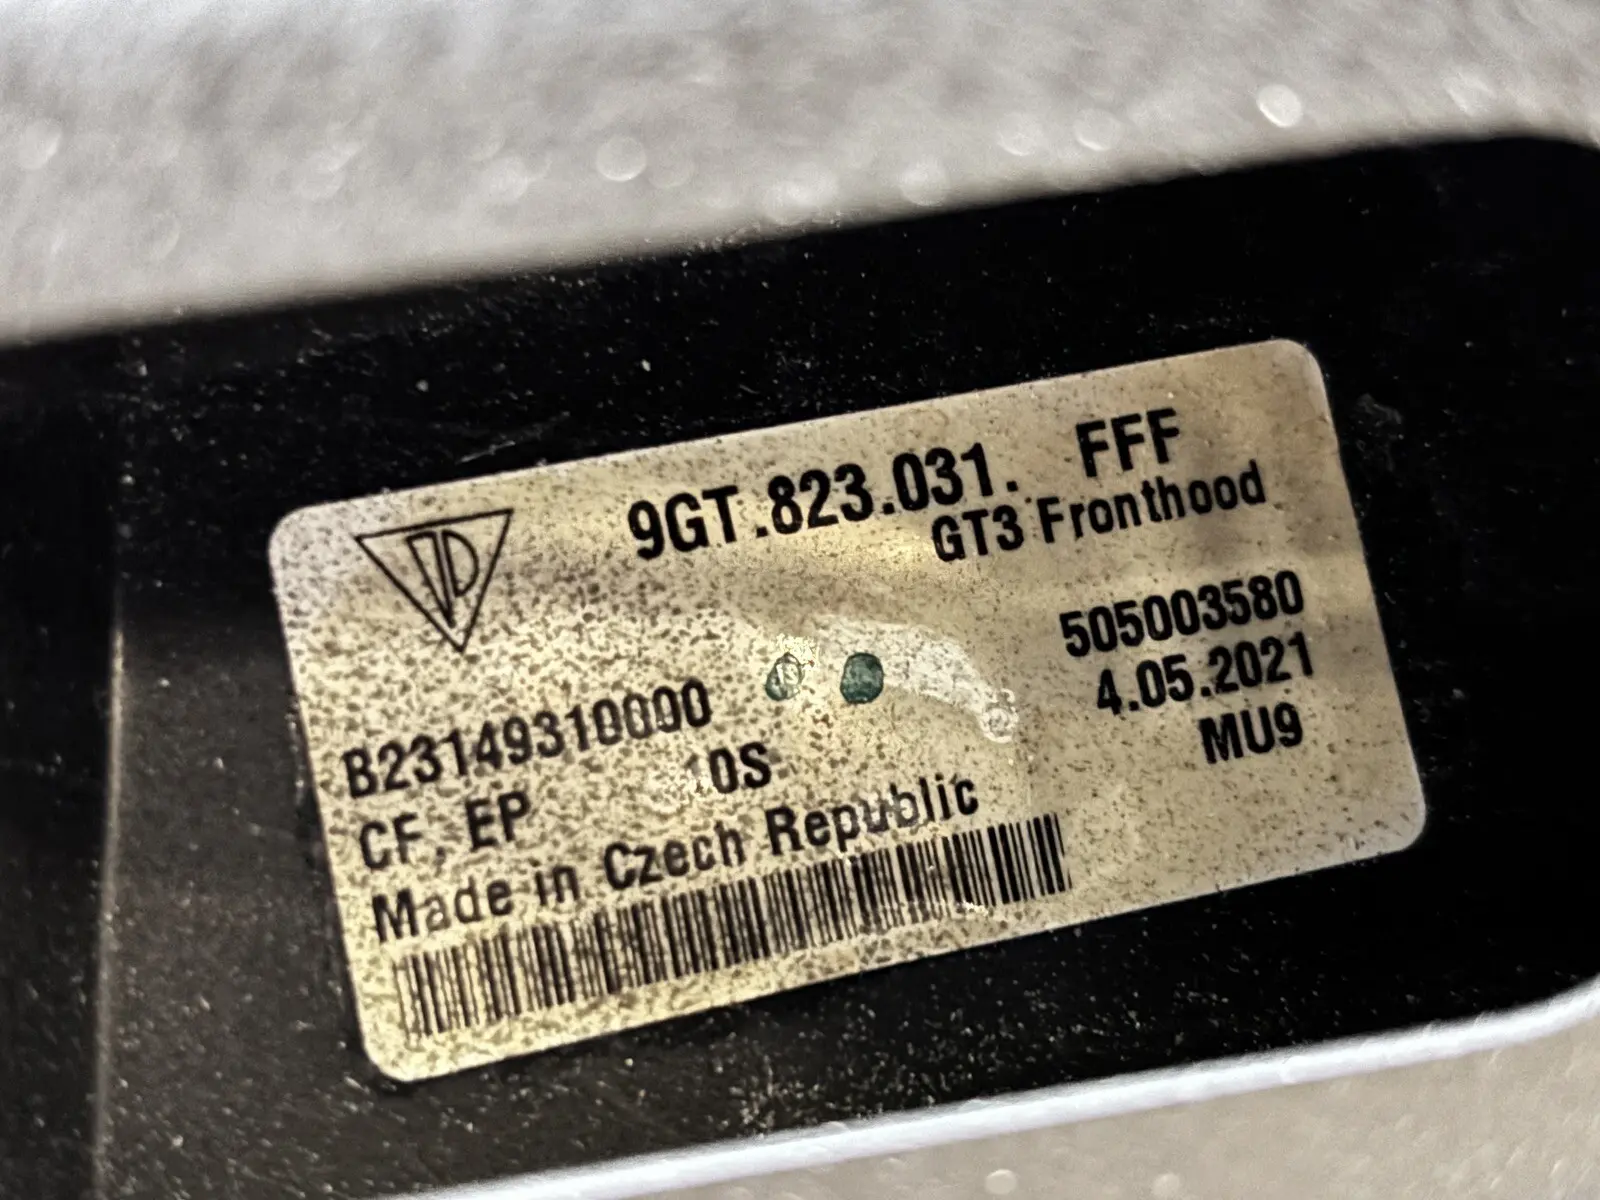 9GT.823.031. FFF
GT3 Fronthood
505003580
4.05.2021
MU9
B23149310000
CF, EP 10S
Made in Czech Republic